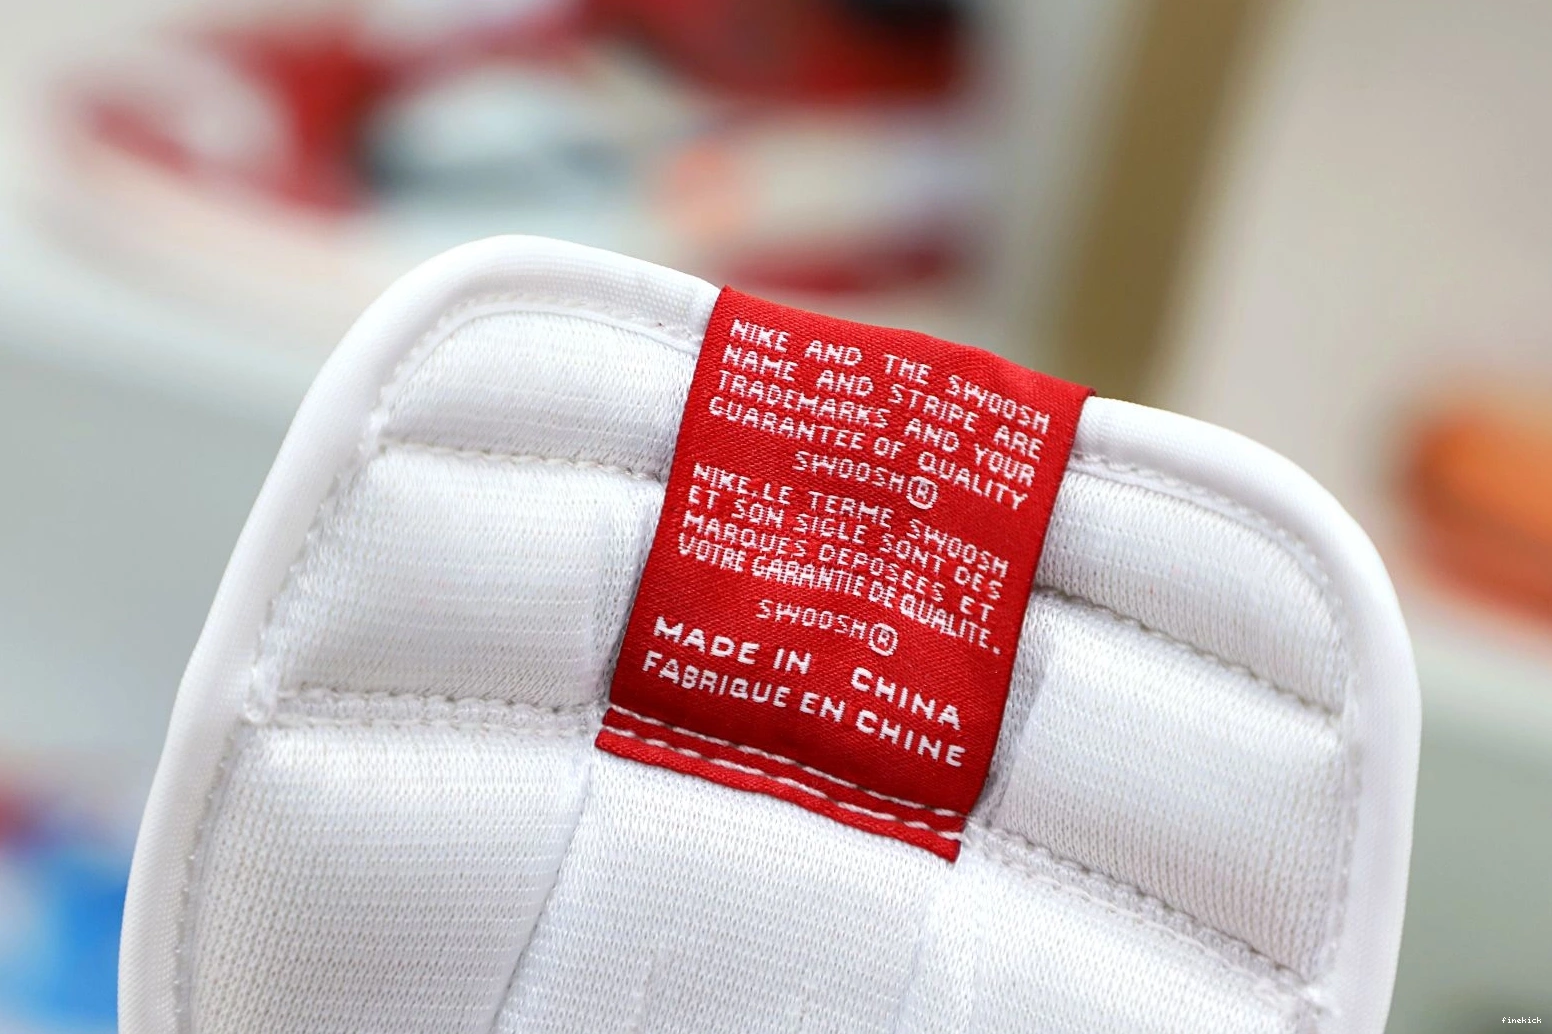 NIKE AND THE SWOOSH
NAME AND STRIPE ARE
TRADEMARKS AND YOUR
GUARANTEE OF QUALITY
SWOOSH®
NIKE.LE TERME SWOOSH
ET SON SIGLE SONT DES
MARQUES DEPOSEES ET
VOTRE GARANTIE DE QUALITE.
SWOOSH®
MADE IN CHINA
FABRIQUE EN CHINE
finekick